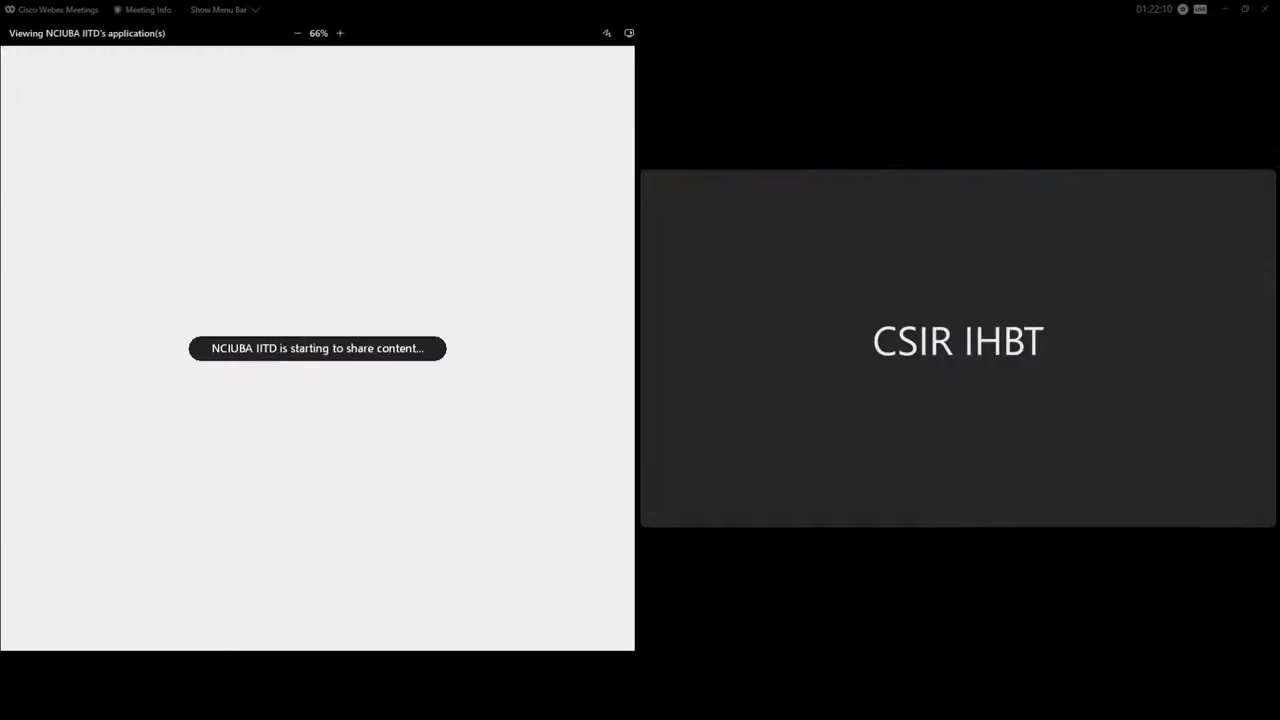 Cisco Webex Meetings Meeting Info Show Menu Bar 01:22:10
Viewing NCIUBA IITD's application(s) 66%
NCIUBA IITD is starting to share content...
CSIR IHBT